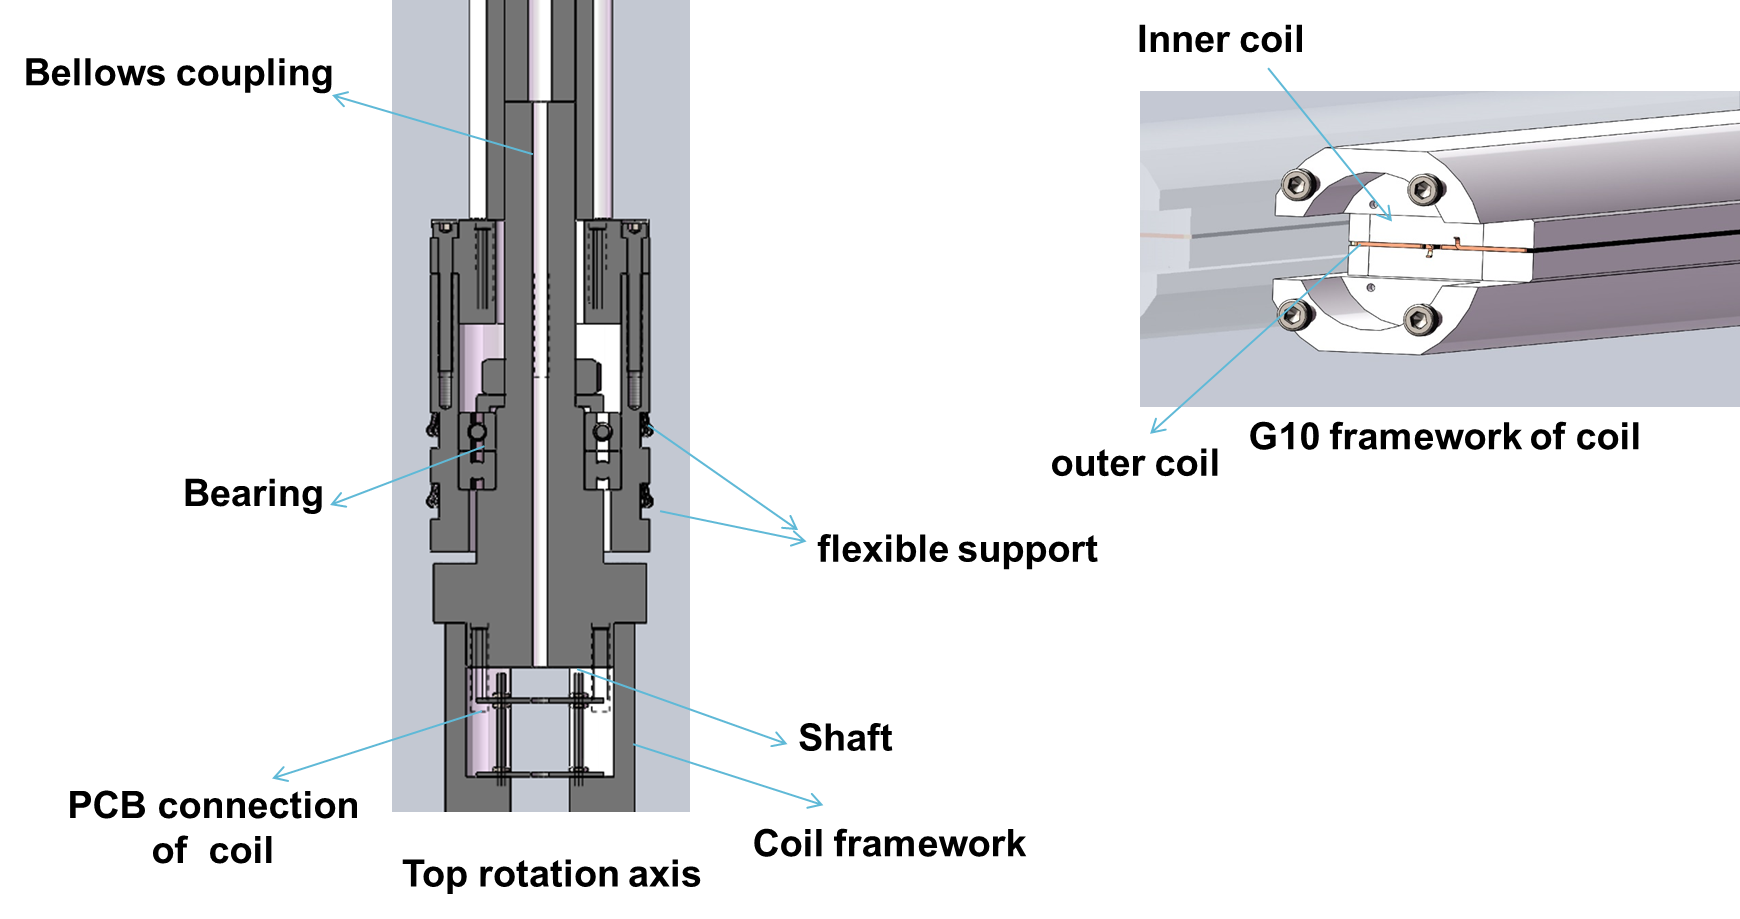 Bellows coupling
Bearing
flexible support
Shaft
PCB connection
of coil
Coil framework
Top rotation axis
Inner coil
outer coil
G10 framework of coil